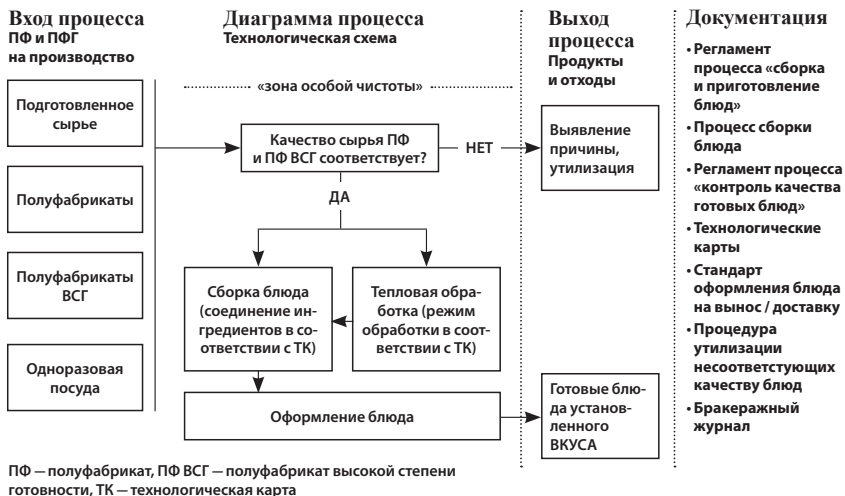 Вход процесса
ПФ и ПФГ
на производство
Подготовленное
сырье
Полуфабрикаты
Полуфабрикаты
ВСГ
Одноразовая
посуда
Диаграмма процесса
Технологическая схема
«зона особой чистоты»
Качество сырья ПФ
и ПФ ВСГ соответствует?
НЕТ
ДА
Сборка блюда
(соединение ин-
гредиентов в со-
ответствии с ТК)
Тепловая обра-
ботка (режим
обработки в соот-
ветствии с ТК)
Оформление блюда
Выход
процесса
Продукты
и отходы
Выявление
причины,
утилизация
Готовые блю-
да установ-
ленного
ВКУСА
Документация
• Регламент
процесса «сборка
и приготовление
блюд»
• Процесс сборки
блюда
• Регламент процесса
«контроль качества
готовых блюд»
• Технологические
карты
• Стандарт
оформления блюда
на вынос / доставку
• Процедура
утилизации
несоответстующих
качеству блюд
• Бракеражный
журнал
ПФ — полуфабрикат, ПФ ВСГ — полуфабрикат высокой степени
готовности, ТК — технологическая карта